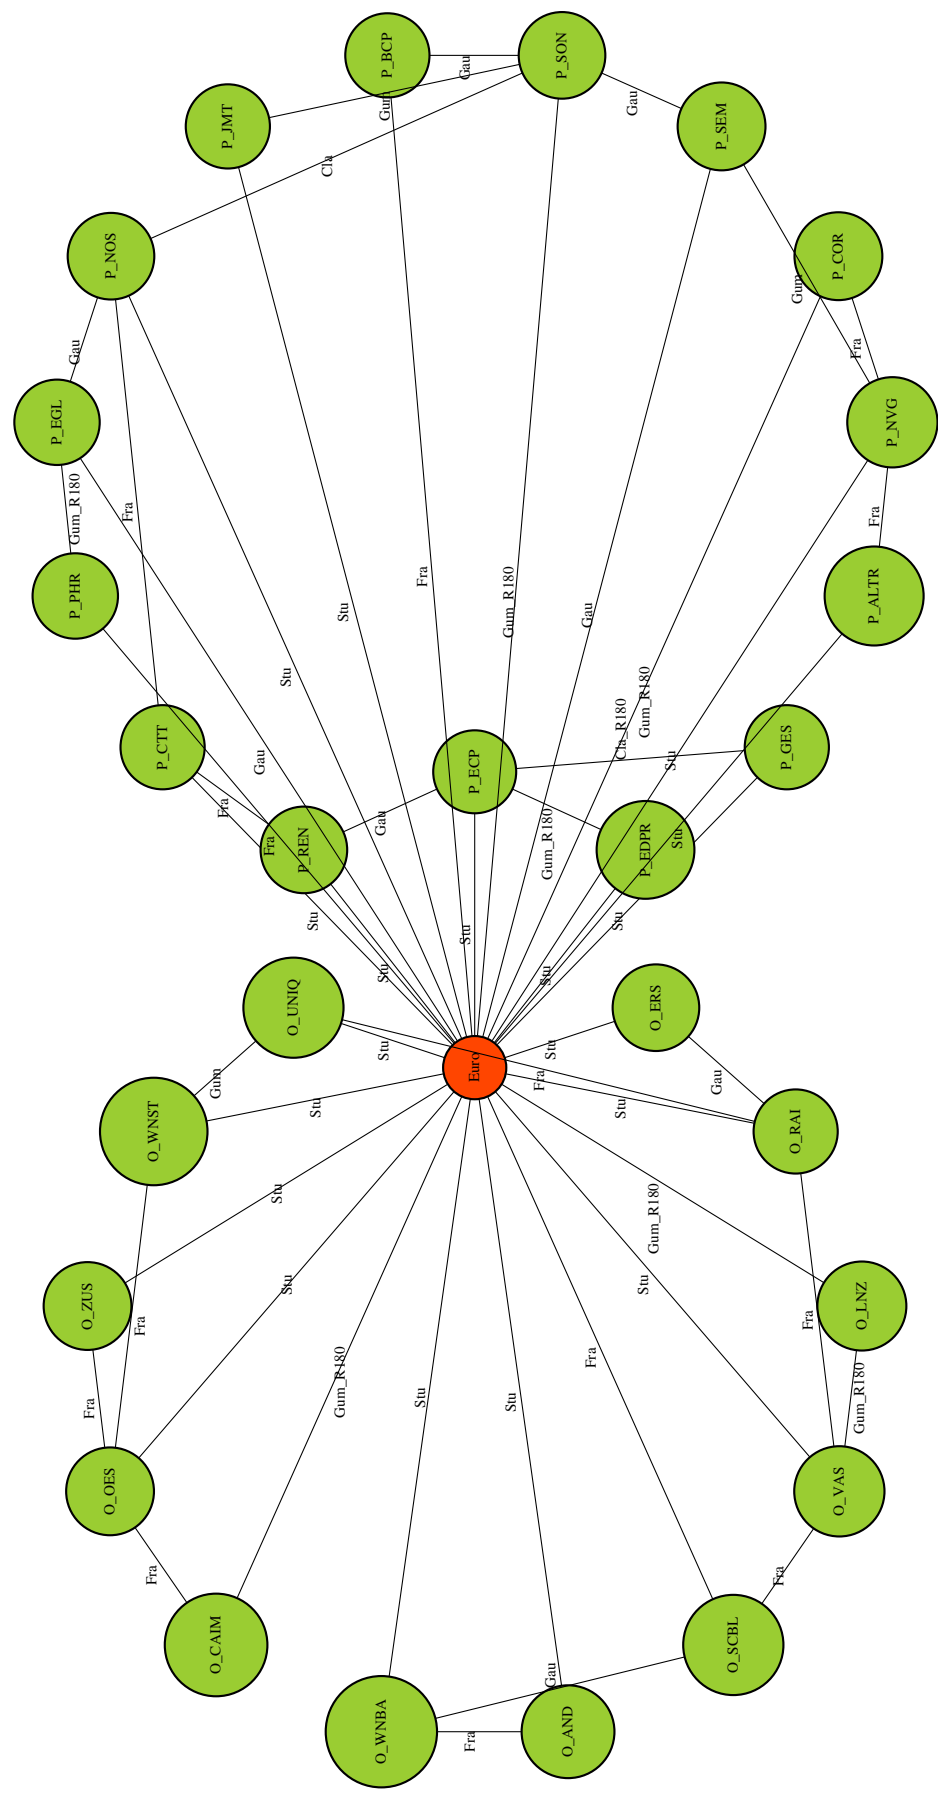 P_BCP
P_SON
Gau
P_JMT
Gum
Gau
P_SEM
Cla
P_NOS
P_COR
Gum
Gau
Fra
P_EGL
P_NVG
Gum_R180
Fra
Fra
P_PHR
Fra
Gum_R180
P_ALTR
Stu
Gau
Stu
Cla_R180
Gum_R180
P_CTT
Gau
Stu
P_GES
P_ECP
Fra
Gau
Fra
P_REN
Gum_R180
P_EDPR
Stu
Stu
Stu
Stu
Stu
Stu
O_UNIQ
O_ERS
Stu
Stu
Euro
Gum
Fra
Gau
Stu
Stu
O_WNST
O_RAI
Stu
Gum_R180
Stu
Stu
O_ZUS
O_LNZ
Fra
Fra
Gum_R180
Fra
Fra
Stu
Stu
Gum_R180
O_OES
O_VAS
Fra
Fra
O_CAIM
O_SCBL
Gau
O_WNBA
Fra
O_AND